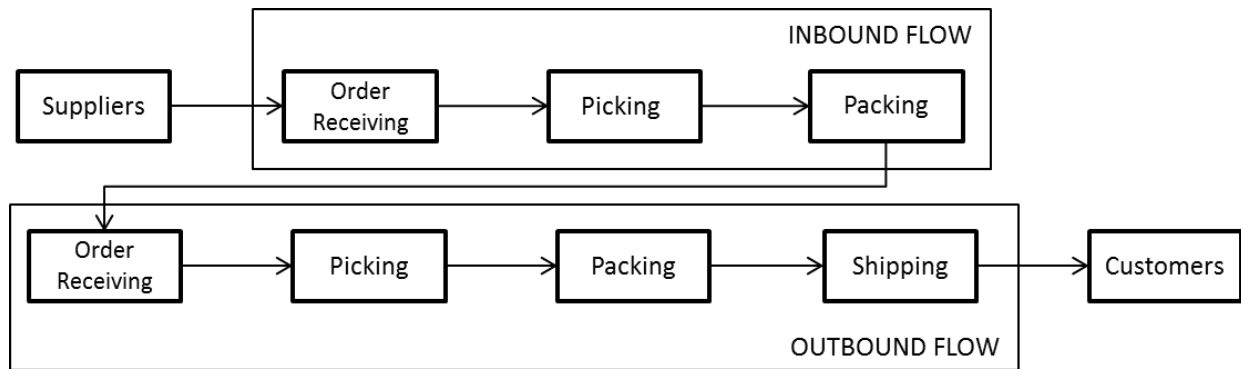 INBOUND FLOW
Suppliers
Order
Receiving
Picking
Packing
Order
Receiving
Picking
Packing
Shipping
Customers
OUTBOUND FLOW